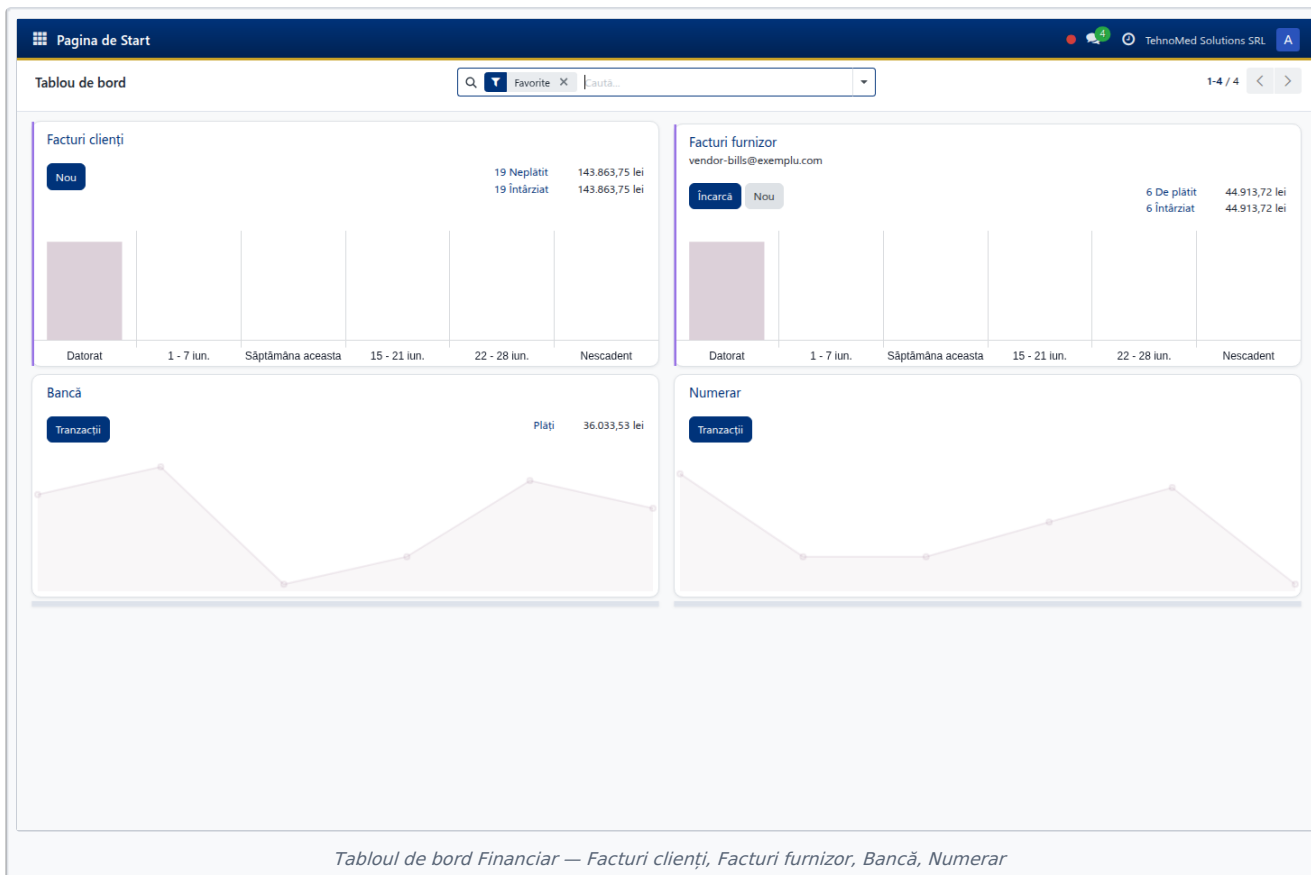 Pagina de Start
4
TehnoMed Solutions SRL
A
Tablou de bord
Favorite
Caută...
1-4 / 4
Facturi clienți
Nou
19 Neplătit 143.863,75 lei
19 Întârziat 143.863,75 lei
Datorat 1 - 7 iun. Săptămâna aceasta 15 - 21 iun. 22 - 28 iun. Nescadent
Facturi furnizor
vendor-bills@exemplu.com
Încarcă Nou
6 De plătit 44.913,72 lei
6 Întârziat 44.913,72 lei
Datorat 1 - 7 iun. Săptămâna aceasta 15 - 21 iun. 22 - 28 iun. Nescadent
Bancă
Tranzacții
Plăți 36.033,53 lei
Numerar
Tranzacții
Tabloul de bord Financiar — Facturi clienți, Facturi furnizor, Bancă, Numerar